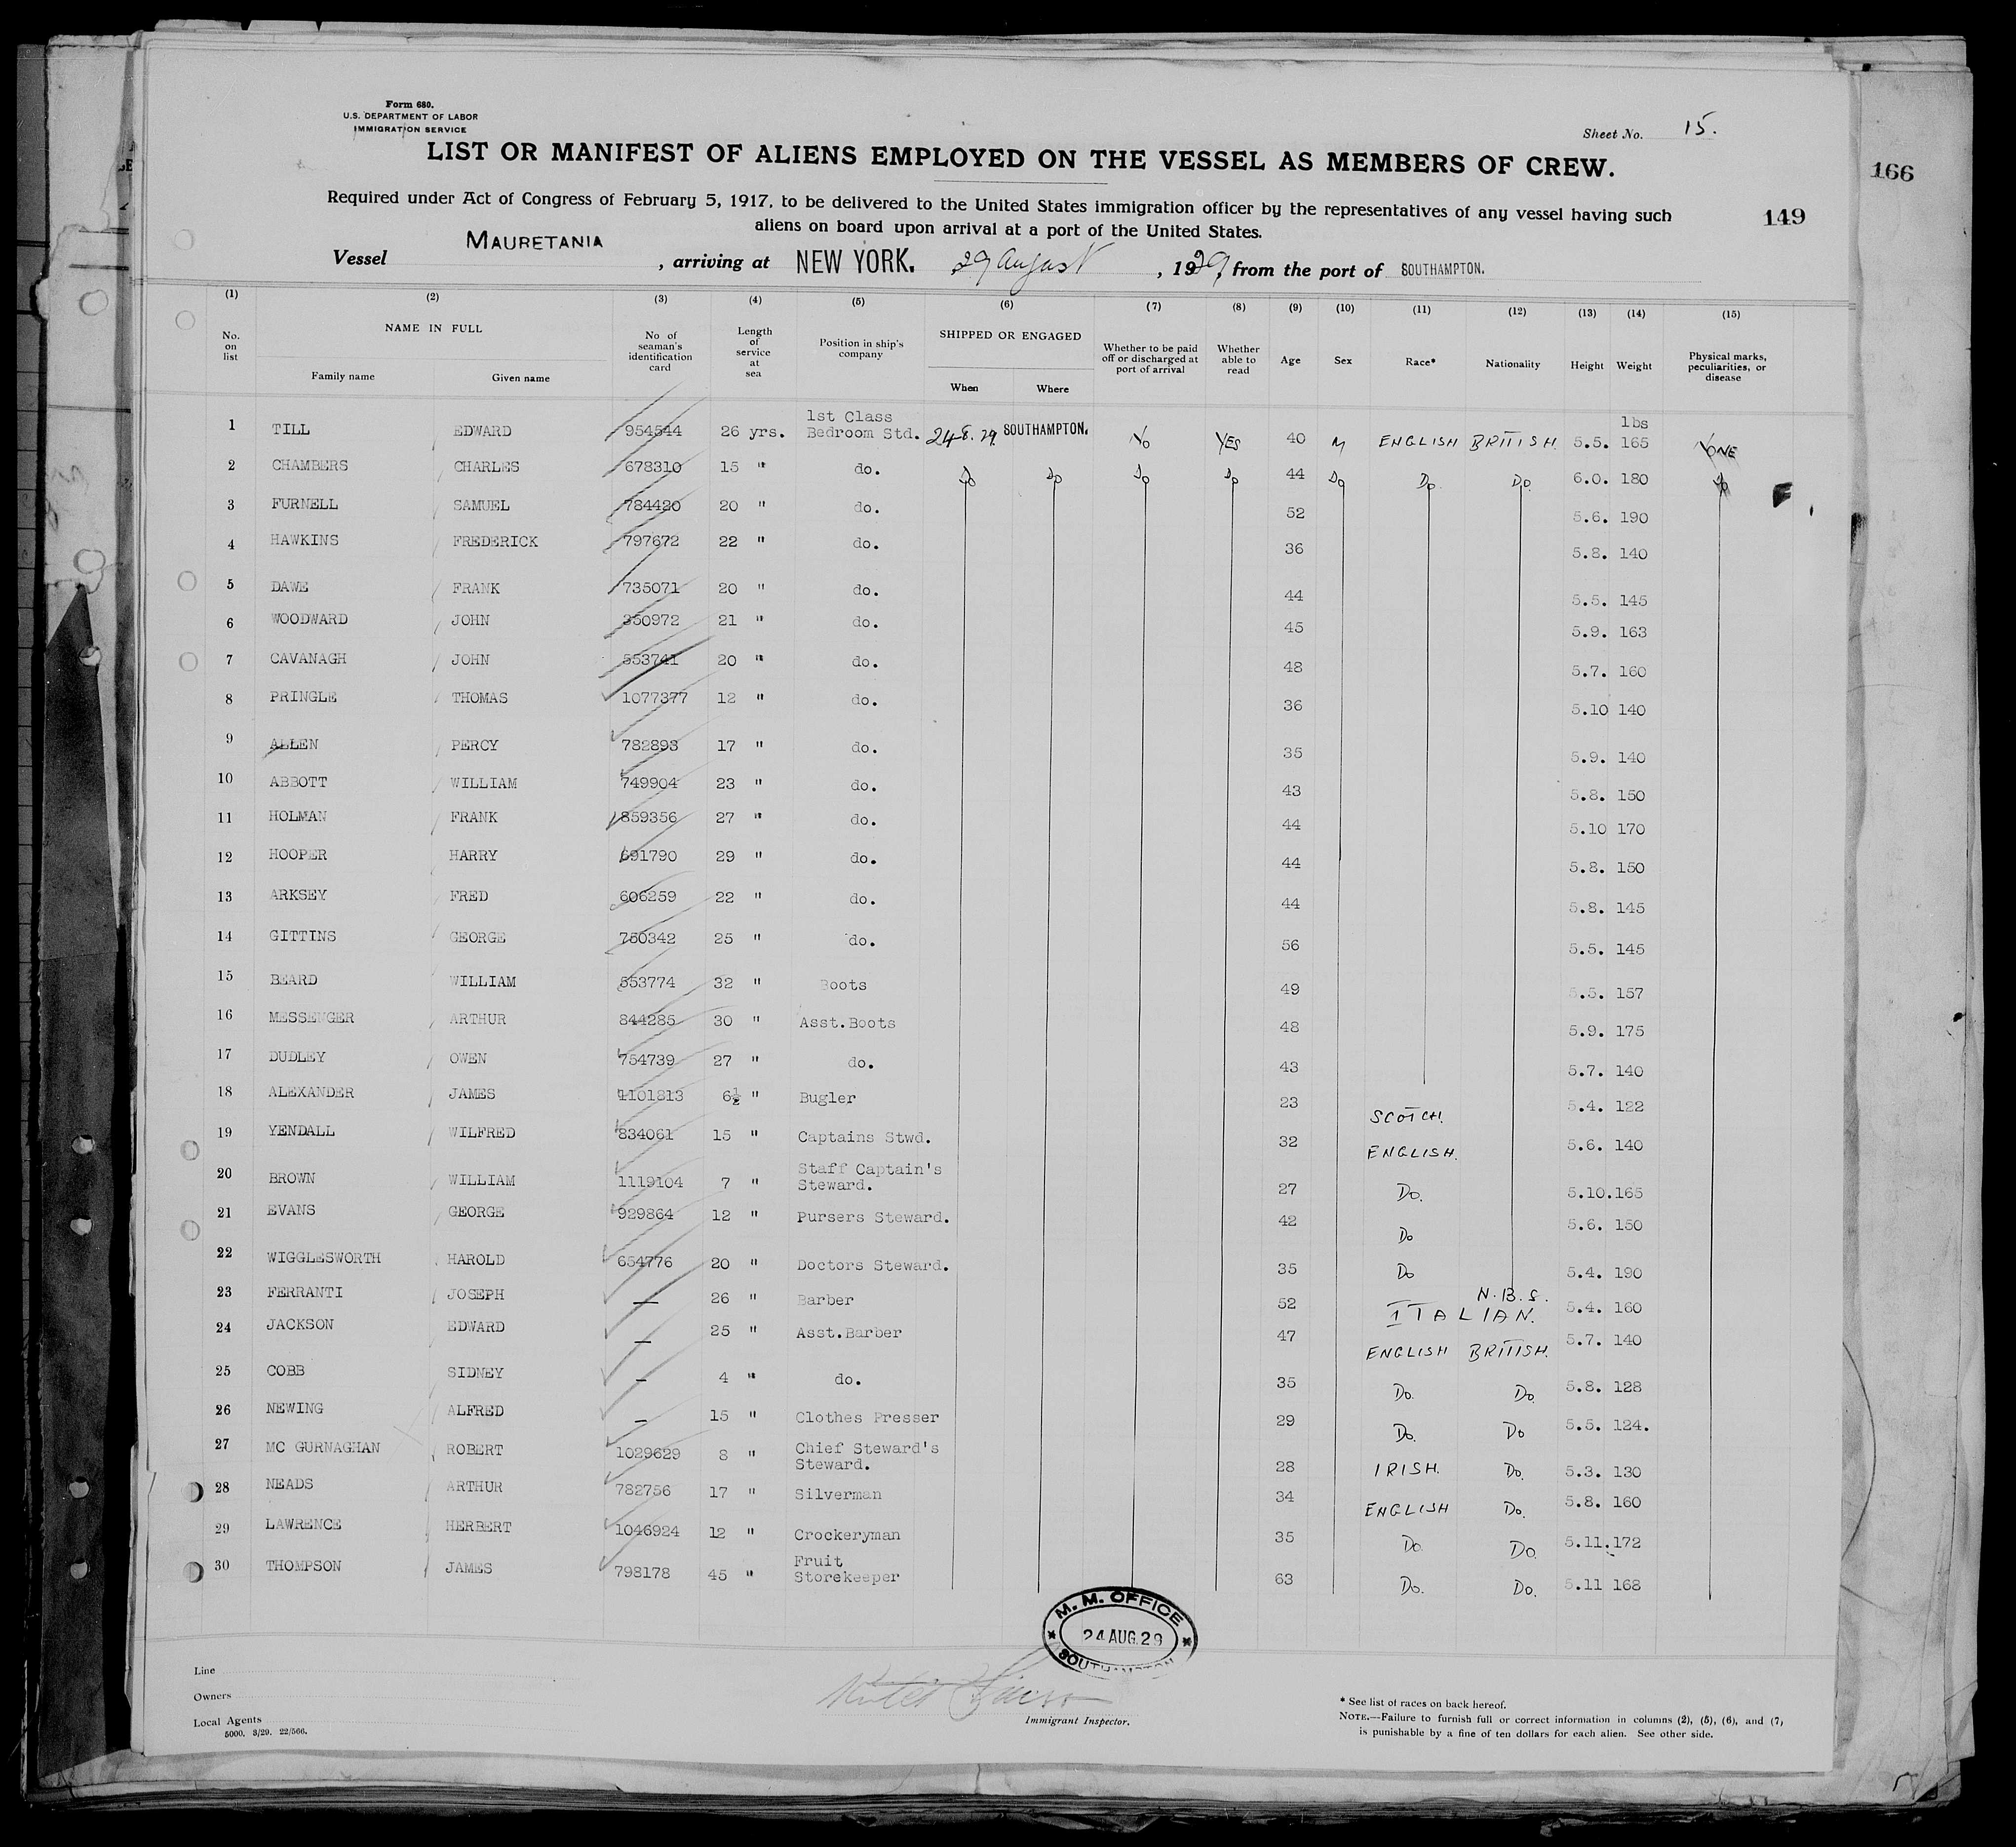 Form 680.
U.S. DEPARTMENT OF LABOR
IMMIGRATION SERVICE
Sheet No. 15.
LIST OR MANIFEST OF ALIENS EMPLOYED ON THE VESSEL AS MEMBERS OF CREW.
166
Required under Act of Congress of February 5, 1917, to be delivered to the United States immigration officer by the representatives of any vessel having such
aliens on board upon arrival at a port of the United States.
149
Vessel MAURETANIA, arriving at NEW YORK. 29 August, 1929, from the port of SOUTHAMPTON.
(1) (2) (3) (4) (5) (6) (7) (8) (9) (10) (11) (12) (13) (14) (15)
No. on list NAME IN FULL No of seaman's identification card Length of service at sea Position in ship's company SHIPPED OR ENGAGED Whether to be paid off or discharged at port of arrival Whether able to read Age Sex Race* Nationality Height Weight Physical marks, peculiarities, or disease
Family name Given name When Where
1 TILL EDWARD 954544 26 yrs. 1st Class Bedroom Std. 24.8.29 SOUTHAMPTON. No YES 40 M ENGLISH BRITISH. 5.5. lbs 165 NONE
2 CHAMBERS CHARLES 678310 15 " do. Do Do Do Do 44 Do Do. Do. 6.0. 180 Do
3 FURNELL SAMUEL 784420 20 " do. 52 5.6. 190
4 HAWKINS FREDERICK 797672 22 " do. 36 5.8. 140
5 DAWE FRANK 735071 20 " do. 44 5.5. 145
6 WOODWARD JOHN 350972 21 " do. 45 5.9. 163
7 CAVANAGH JOHN 553741 20 " do. 48 5.7. 160
8 PRINGLE THOMAS 1077377 12 " do. 36 5.10 140
9 ALLEN PERCY 782893 17 " do. 35 5.9. 140
10 ABBOTT WILLIAM 749904 23 " do. 43 5.8. 150
11 HOLMAN FRANK 859356 27 " do. 44 5.10 170
12 HOOPER HARRY 691790 29 " do. 44 5.8. 150
13 ARKSEY FRED 606259 22 " do. 44 5.8. 145
14 GITTINS GEORGE 750342 25 " do. 56 5.5. 145
15 BEARD WILLIAM 553774 32 " Boots 49 5.5. 157
16 MESSENGER ARTHUR 844285 30 " Asst.Boots 48 5.9. 175
17 DUDLEY OWEN 754739 27 " do. 43 5.7. 140
18 ALEXANDER JAMES 1101813 6½ " Bugler 23 SCOTCH. 5.4. 122
19 YENDALL WILFRED 834061 15 " Captains Stwd. 32 ENGLISH. 5.6. 140
20 BROWN WILLIAM 1119104 7 " Staff Captain's Steward. 27 Do. 5.10. 165
21 EVANS GEORGE 929864 12 " Pursers Steward. 42 Do 5.6. 150
22 WIGGLESWORTH HAROLD 654776 20 " Doctors Steward. 35 Do 5.4. 190
23 FERRANTI JOSEPH — 26 " Barber 52 ITALIAN. N.B.S. 5.4. 160
24 JACKSON EDWARD — 25 " Asst.Barber 47 ENGLISH BRITISH. 5.7. 140
25 COBB SIDNEY — 4 " do. 35 Do. Do. 5.8. 128
26 NEWING ALFRED — 15 " Clothes Presser 29 Do. Do 5.5. 124.
27 MC GURNAGHAN ROBERT 1029629 8 " Chief Steward's Steward. 28 IRISH. Do. 5.3. 130
28 NEADS ARTHUR 782756 17 " Silverman 34 ENGLISH Do. 5.8. 160
29 LAWRENCE HERBERT 1046924 12 " Crockeryman 35 Do. Do. 5.11. 172
30 THOMPSON JAMES 798178 45 " Fruit Storekeeper 63 Do. Do. 5.11 168
M. M. OFFICE
24 AUG. 29
SOUTHAMPTON
Line
Owners
Local Agents
5000. 3/29. 22/566.
Immigrant Inspector.
* See list of races on back hereof.
NOTE.—Failure to furnish full or correct information in columns (2), (5), (6), and (7)
is punishable by a fine of ten dollars for each alien. See other side.